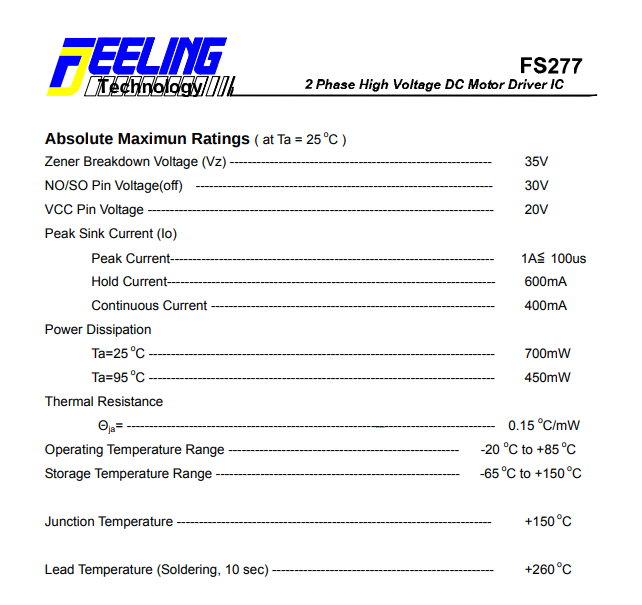 FEELING
Technology
FS277
2 Phase High Voltage DC Motor Driver IC
Absolute Maximun Ratings ( at Ta = 25 °C )
Zener Breakdown Voltage (Vz) ---------------------------------------------------------- 35V
NO/SO Pin Voltage(off) ------------------------------------------------------------------ 30V
VCC Pin Voltage ----------------------------------------------------------------------------- 20V
Peak Sink Current (Io)
Peak Current------------------------------------------------------------------------ 1A≦ 100us
Hold Current------------------------------------------------------------------------- 600mA
Continuous Current --------------------------------------------------------------- 400mA
Power Dissipation
Ta=25 °C ----------------------------------------------------------------------------- 700mW
Ta=95 °C ----------------------------------------------------------------------------- 450mW
Thermal Resistance
Θja= ---------------------------------------------------------------------------------- 0.15 °C/mW
Operating Temperature Range --------------------------------------------------- -20 °C to +85 °C
Storage Temperature Range ------------------------------------------------------ -65 °C to +150 °C
Junction Temperature ---------------------------------------------------------------------- +150 °C
Lead Temperature (Soldering, 10 sec) ------------------------------------------------- +260 °C